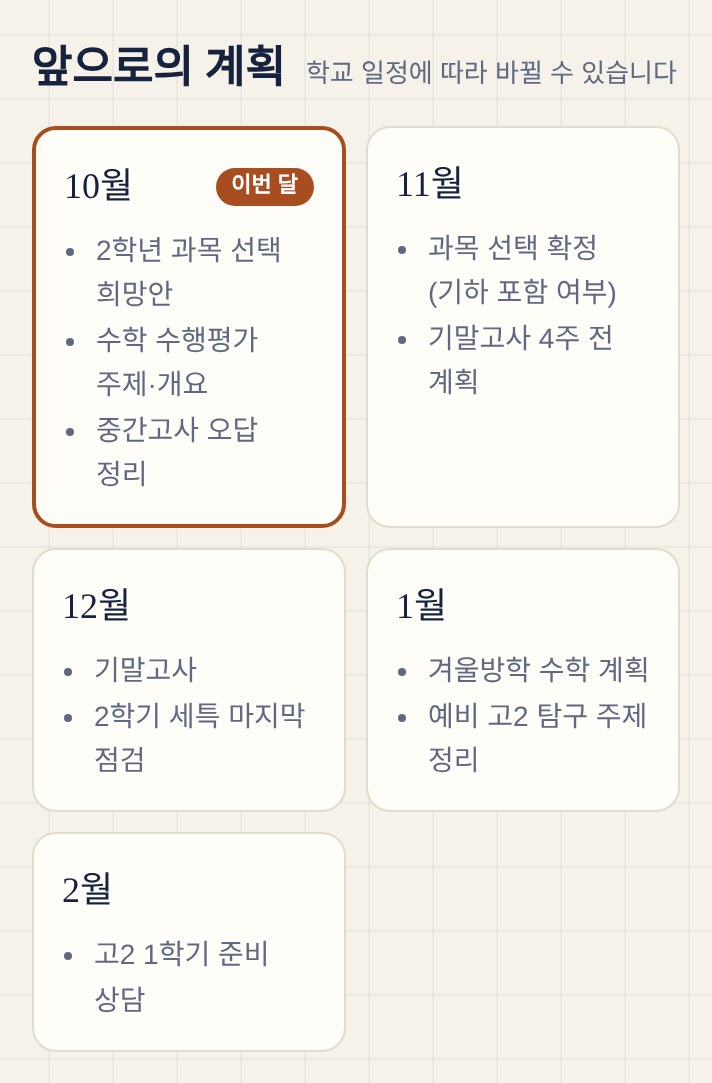 앞으로의 계획 학교 일정에 따라 바뀔 수 있습니다
10월 이번 달
• 2학년 과목 선택
희망안
• 수학 수행평가
주제·개요
• 중간고사 오답
정리
11월
• 과목 선택 확정
(기하 포함 여부)
• 기말고사 4주 전
계획
12월
• 기말고사
• 2학기 세특 마지막
점검
1월
• 겨울방학 수학 계획
• 예비 고2 탐구 주제
정리
2월
• 고2 1학기 준비
상담